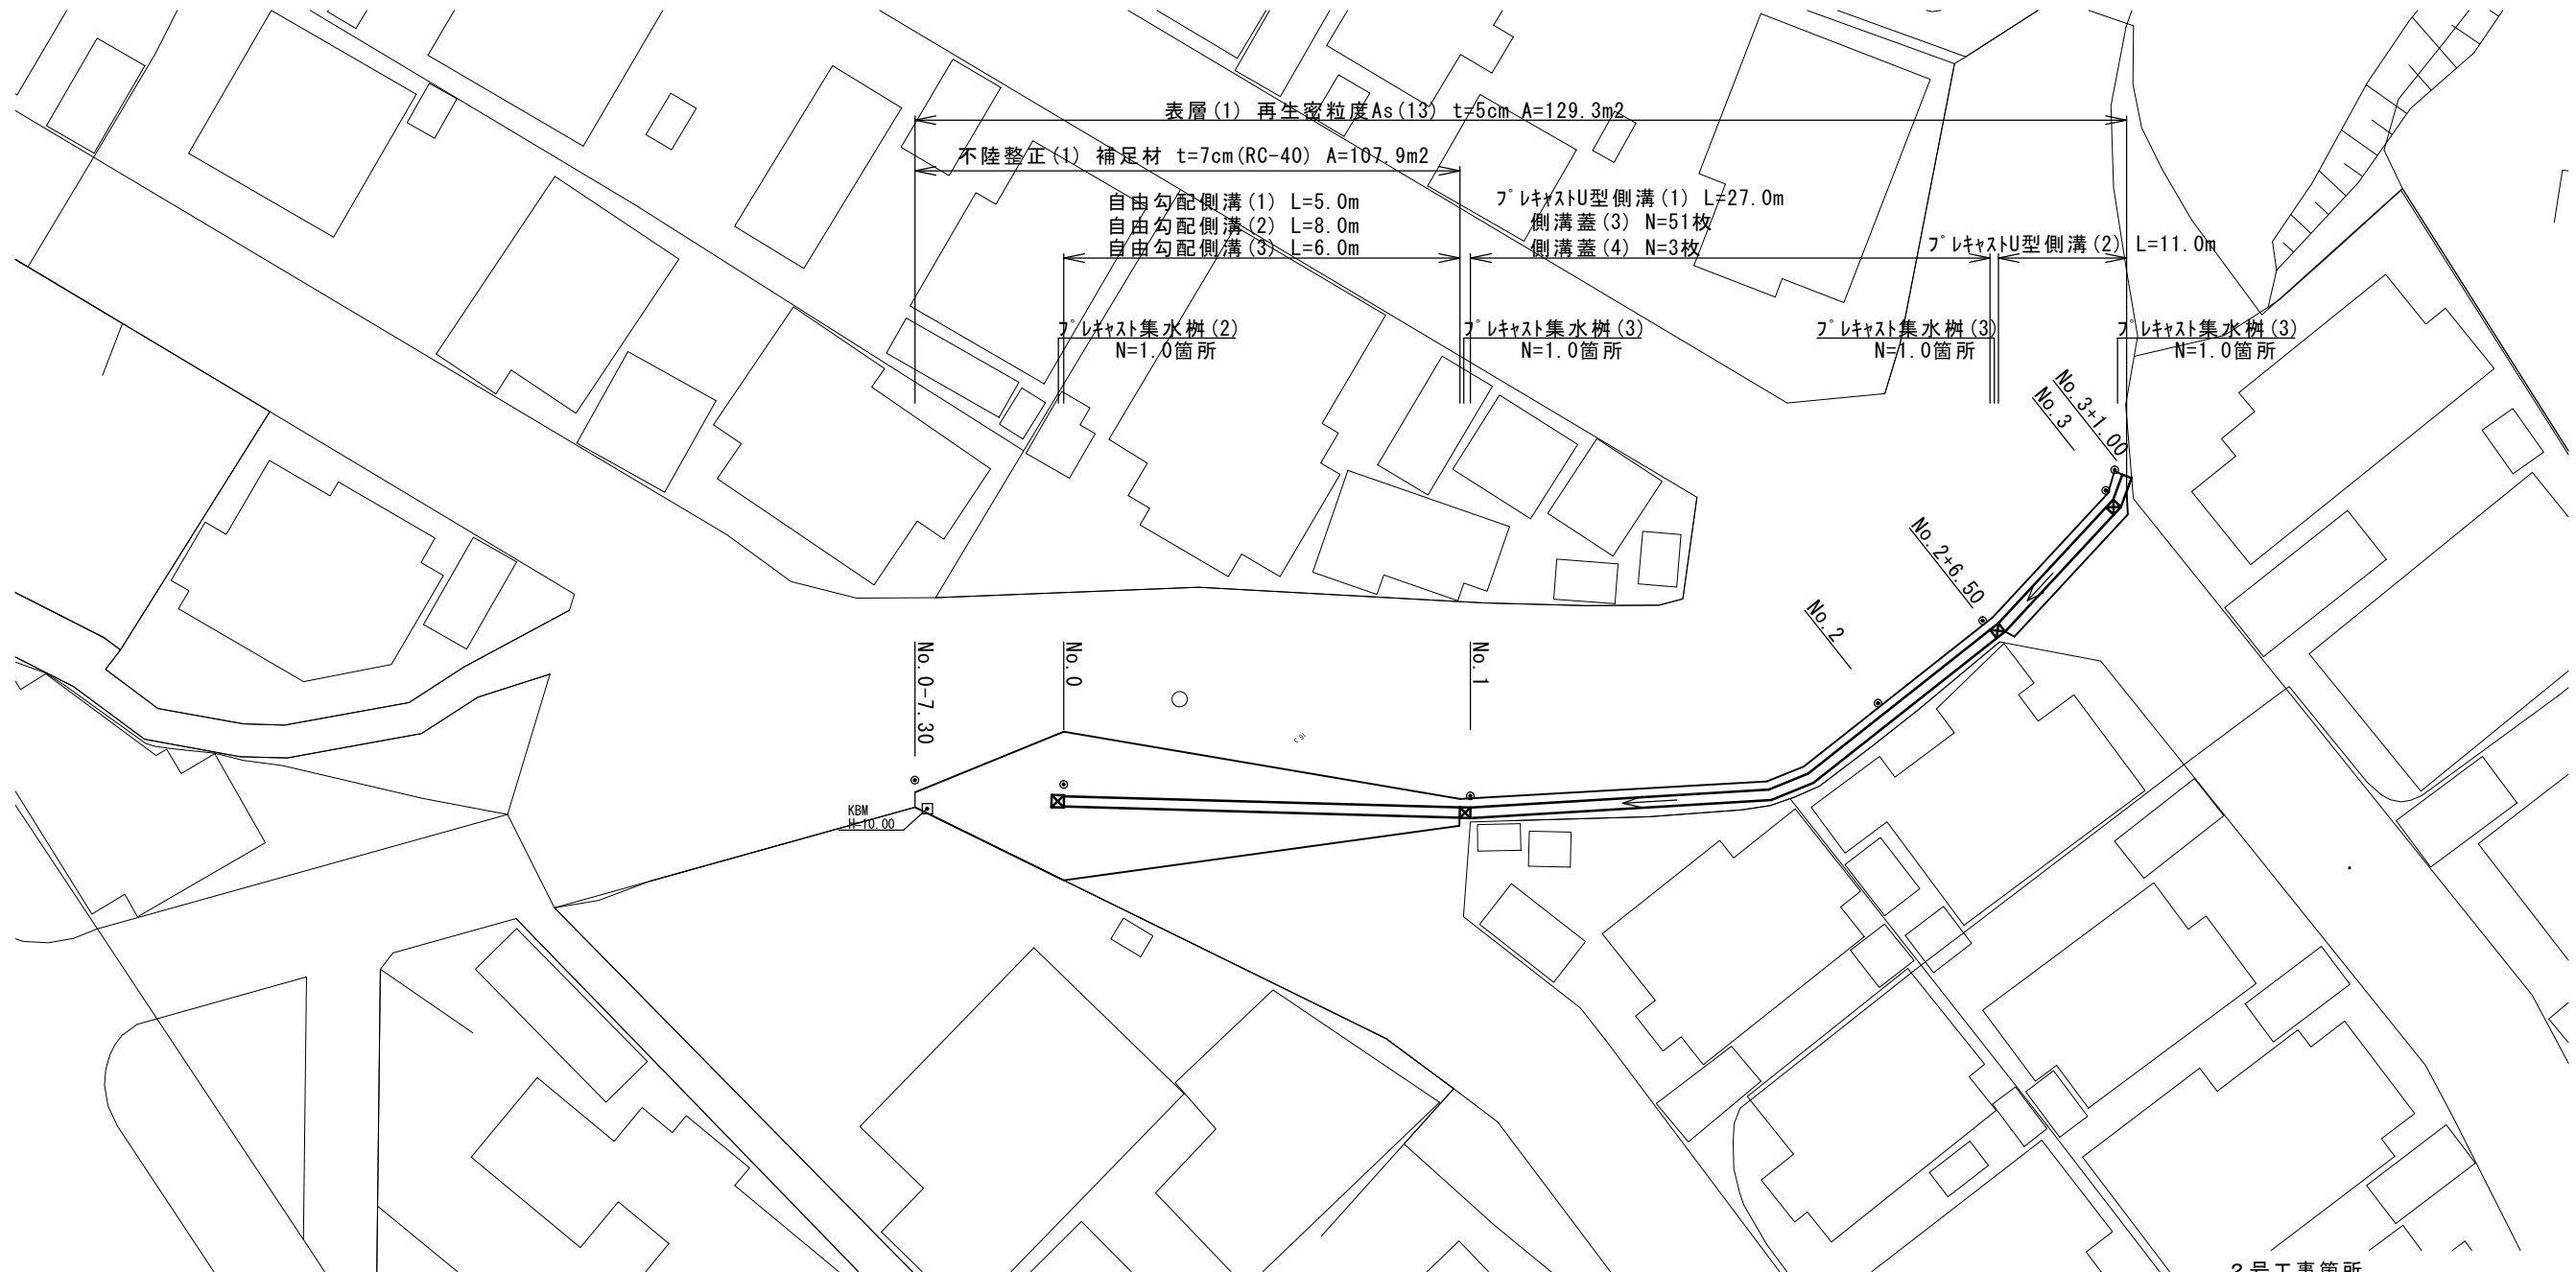 表層(1) 再生密粒度As(13) t=5cm A=129.3m2
不陸整正(1) 補足材 t=7cm(RC-40) A=107.9m2
自由勾配側溝(1) L=5.0m
自由勾配側溝(2) L=8.0m
自由勾配側溝(3) L=6.0m
ﾌﾟﾚｷｬｽﾄU型側溝(1) L=27.0m
側溝蓋(3) N=51枚
側溝蓋(4) N=3枚
ﾌﾟﾚｷｬｽﾄU型側溝(2) L=11.0m
ﾌﾟﾚｷｬｽﾄ集水桝(2)
N=1.0箇所
ﾌﾟﾚｷｬｽﾄ集水桝(3)
N=1.0箇所
ﾌﾟﾚｷｬｽﾄ集水桝(3)
N=1.0箇所
ﾌﾟﾚｷｬｽﾄ集水桝(3)
N=1.0箇所
No.3+1.00
No.3
No.2+6.50
No.2
No.1
No.0
No.0-7.30
KBM
H=10.00
2号工事箇所